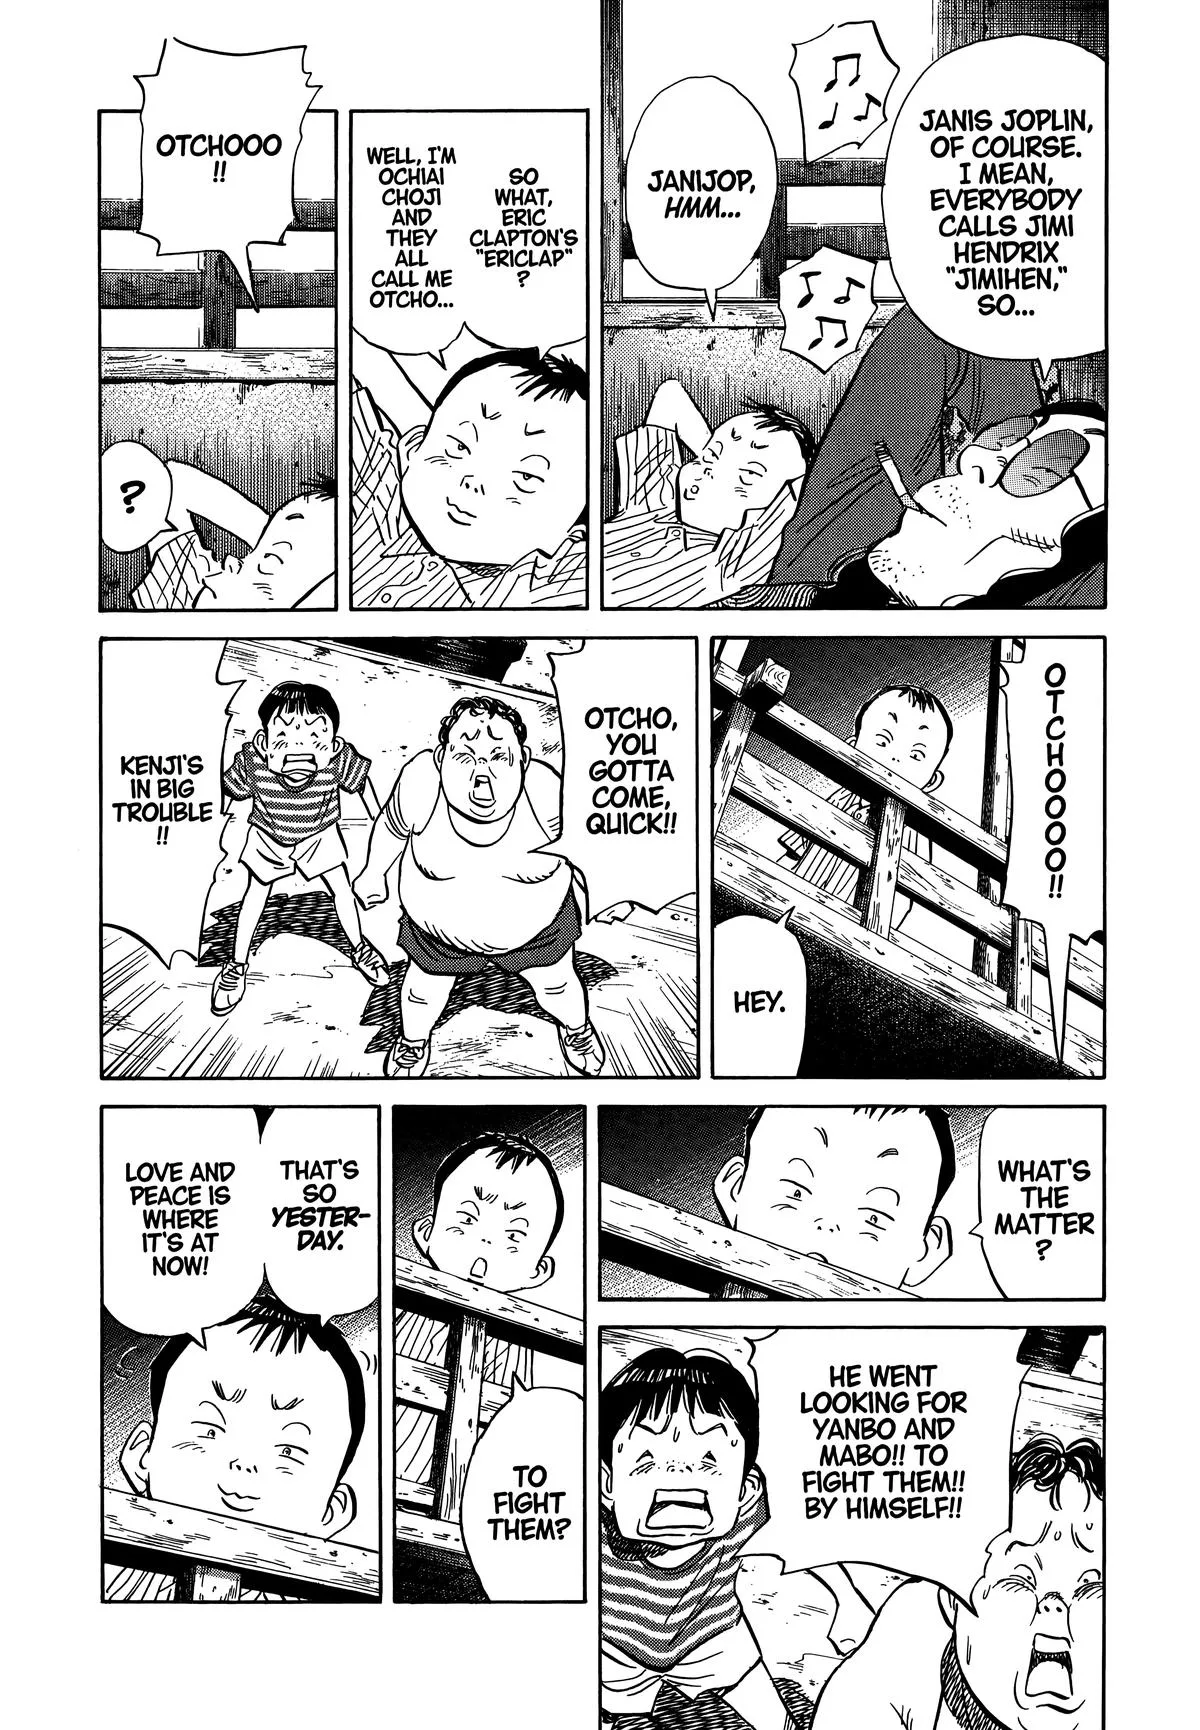 JANIS JOPLIN,
OF COURSE.
I MEAN,
EVERYBODY
CALLS JIMI
HENDRIX
"JIMIHEN,"
SO...
JANIJOP,
HMM...
SO
WHAT,
ERIC
CLAPTON'S
"ERICLAP"
?
WELL, I'M
OCHIAI
CHOJI
AND
THEY
ALL
CALL ME
OTCHO...
OTCHOOO
!!
?
OTCHOOOO!!
HEY.
OTCHO,
YOU
GOTTA
COME,
QUICK!!
KENJI'S
IN BIG
TROUBLE
!!
WHAT'S
THE
MATTER
?
HE WENT
LOOKING FOR
YANBO AND
MABO!! TO
FIGHT THEM!!
BY HIMSELF!!
TO
FIGHT
THEM?
THAT'S
SO
YESTER-
DAY.
LOVE AND
PEACE IS
WHERE
IT'S AT
NOW!